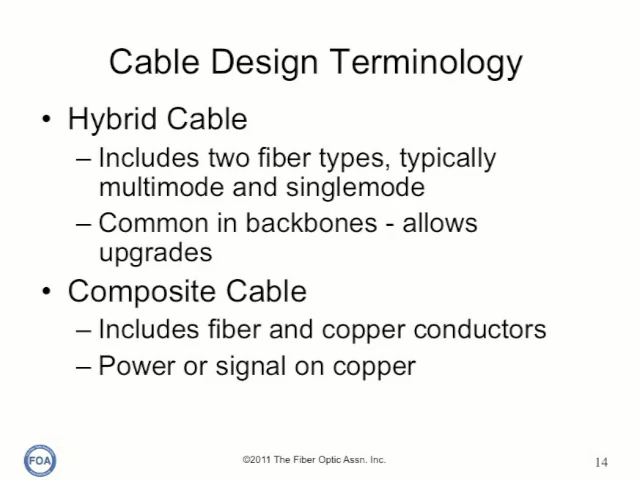 Cable Design Terminology
• Hybrid Cable
– Includes two fiber types, typically
multimode and singlemode
– Common in backbones - allows
upgrades
• Composite Cable
– Includes fiber and copper conductors
– Power or signal on copper
FOA
©2011 The Fiber Optic Assn. Inc.
14